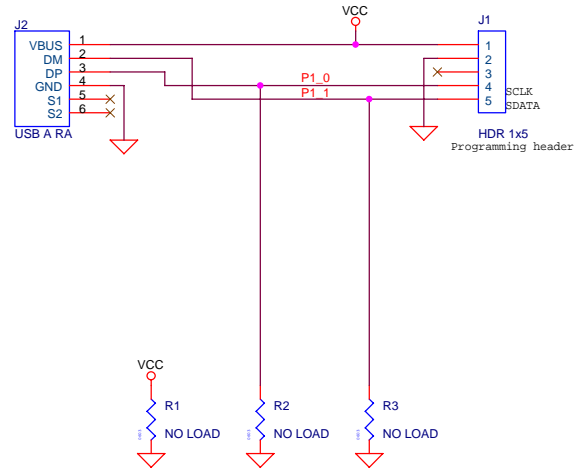 VCC
J2
J1
VBUS 1
DM 2
DP 3
GND 4
S1 5
S2 6
USB A RA
1
2
3
4
5
P1_0
P1_1
SCLK
SDATA
HDR 1x5
Programming header
VCC
R1
NO LOAD
R2
NO LOAD
R3
NO LOAD